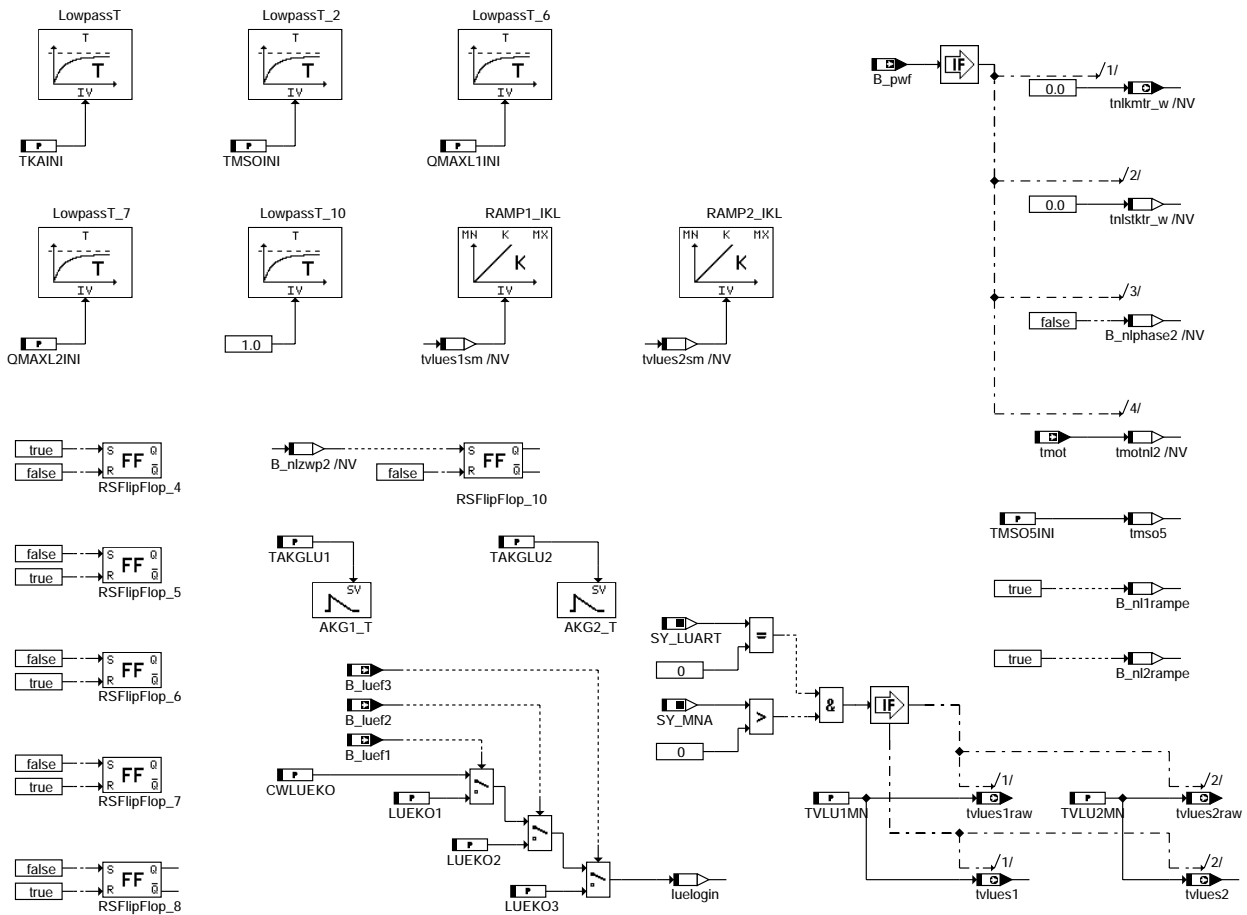 LowpassT
T
T
IV
TKAINI
LowpassT_2
T
T
IV
TMSOINI
LowpassT_6
T
T
IV
QMAXL1INI
LowpassT_7
T
T
IV
QMAXL2INI
LowpassT_10
T
T
IV
1.0
RAMP1_IKL
MN K MX
K
IV
tvlues1sm /NV
RAMP2_IKL
MN K MX
K
IV
tvlues2sm /NV
B_pwf
IF
/1/
0.0
tnlkmtr_w /NV
/2/
0.0
tnlstktr_w /NV
/3/
false
B_nlphase2 /NV
/4/
tmot
tmotnl2 /NV
P
TMSO5INI
tmso5
true
B_nl1rampe
true
B_nl2rampe
true
false
S Q
FF
R Q
RSFlipFlop_4
false
true
S Q
FF
R Q
RSFlipFlop_5
false
true
S Q
FF
R Q
RSFlipFlop_6
false
true
S Q
FF
R Q
RSFlipFlop_7
false
true
S Q
FF
R Q
RSFlipFlop_8
B_nlzwp2 /NV
false
S Q
FF
R Q
RSFlipFlop_10
P
TAKGLU1
SV
AKG1_T
P
TAKGLU2
SV
AKG2_T
B_luef3
B_luef2
B_luef1
P
CWLUEKO
P
LUEKO1
P
LUEKO2
P
LUEKO3
luelogin
SY_LUART
0
=
SY_MNA
0
>
&
IF
P
TVLU1MN
/1/
tvlues1raw
/1/
tvlues1
P
TVLU2MN
/2/
tvlues2raw
/2/
tvlues2